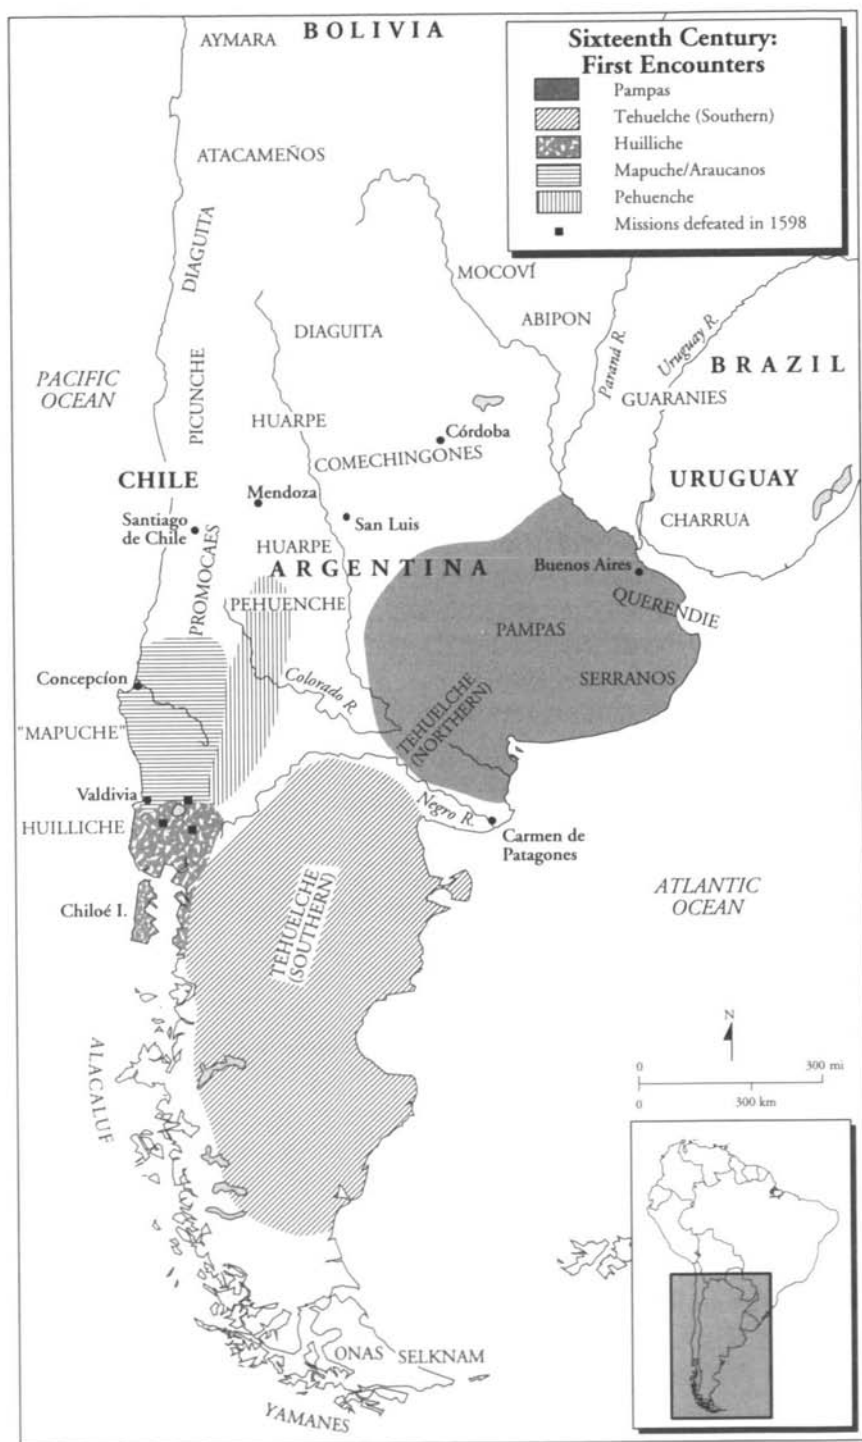 BOLIVIA
AYMARA
Sixteenth Century:
First Encounters
Pampas
Tehuelche (Southern)
Huilliche
Mapuche/Araucanos
Pehuenche
Missions defeated in 1598
ATACAMEÑOS
DIAGUITA
MOCOVÍ
ABIPON
DIAGUITA
Paraná R.
Uruguay R.
BRAZIL
PACIFIC
OCEAN
PICUNCHE
GUARANIES
HUARPE
Córdoba
COMECHINGONES
CHILE
URUGUAY
Mendoza
Santiago
de Chile
San Luis
CHARRUA
HUARPE
ARGENTINA
Buenos Aires
PROMOCAES
PEHUENCHE
QUERENDIE
PAMPAS
Concepcíon
Colorado R.
SERRANOS
TEHUELCHE
(NORTHERN)
"MAPUCHE"
Valdivia
Negro R.
HUILLICHE
Carmen de
Patagones
Chiloé I.
TEHUELCHE
(SOUTHERN)
ATLANTIC
OCEAN
ALACALUF
N
0
300 mi
0
300 km
ONAS
SELKNAM
YAMANES